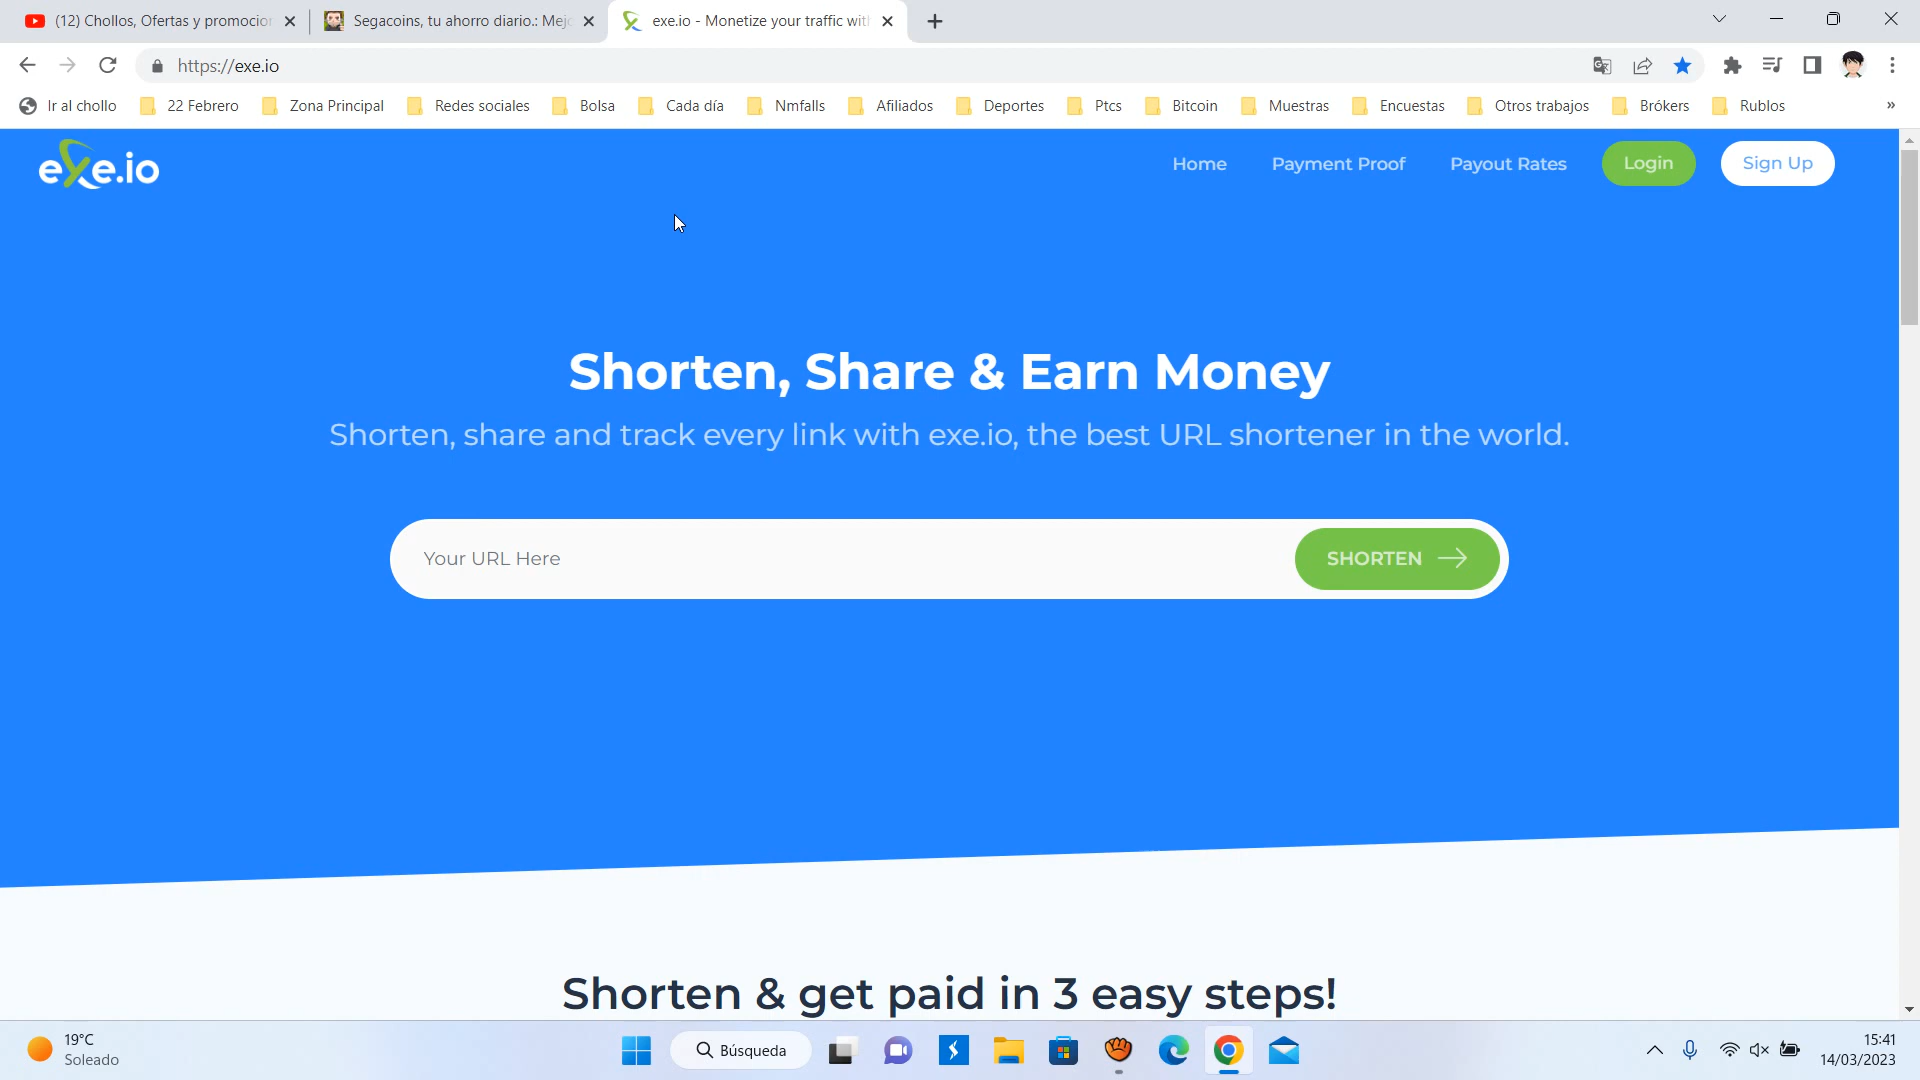 (12) Chollos, Ofertas y promocion
Segacoins, tu ahorro diario.: Mejo
exe.io - Monetize your traffic with
https://exe.io
Ir al chollo
22 Febrero
Zona Principal
Redes sociales
Bolsa
Cada día
Nmfalls
Afiliados
Deportes
Ptcs
Bitcoin
Muestras
Encuestas
Otros trabajos
Brókers
Rublos
»
exe.io
Home
Payment Proof
Payout Rates
Login
Sign Up
Shorten, Share & Earn Money
Shorten, share and track every link with exe.io, the best URL shortener in the world.
Your URL Here
SHORTEN
Shorten & get paid in 3 easy steps!
19°C
Soleado
Búsqueda
15:41
14/03/2023